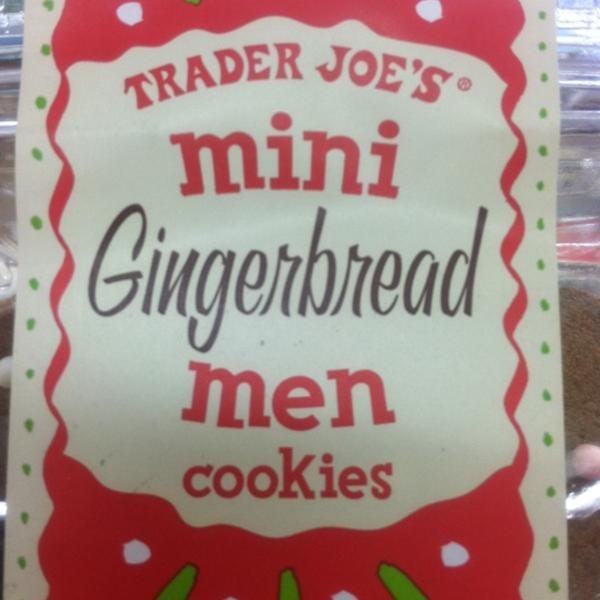 TRADER JOE'S®
mini
Gingerbread
men
cookies